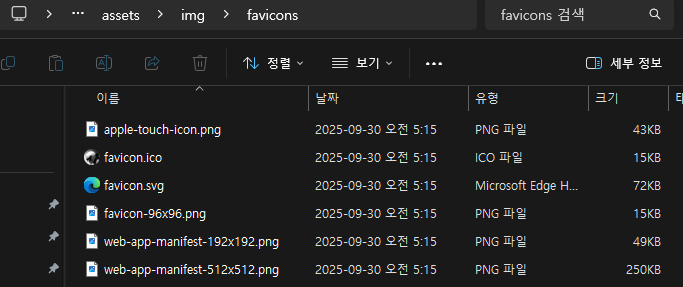 ··· assets > img > favicons favicons 검색
정렬 보기 ··· 세부 정보
이름 날짜 유형 크기
apple-touch-icon.png 2025-09-30 오전 5:15 PNG 파일 43KB
favicon.ico 2025-09-30 오전 5:15 ICO 파일 15KB
favicon.svg 2025-09-30 오전 5:15 Microsoft Edge H... 72KB
favicon-96x96.png 2025-09-30 오전 5:15 PNG 파일 15KB
web-app-manifest-192x192.png 2025-09-30 오전 5:15 PNG 파일 49KB
web-app-manifest-512x512.png 2025-09-30 오전 5:15 PNG 파일 250KB